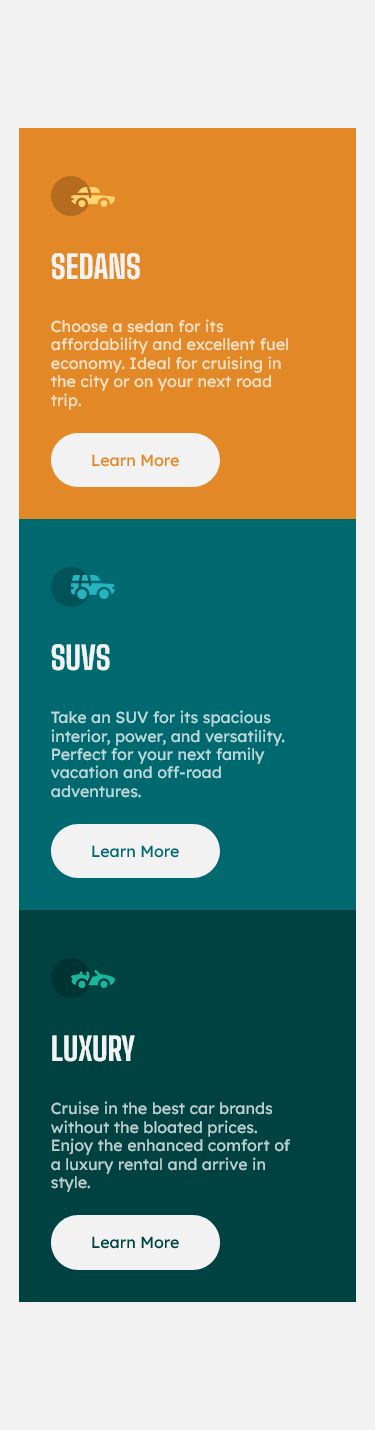 SEDANS
Choose a sedan for its
affordability and excellent fuel
economy. Ideal for cruising in
the city or on your next road
trip.
Learn More
SUVS
Take an SUV for its spacious
interior, power, and versatility.
Perfect for your next family
vacation and off-road
adventures.
Learn More
LUXURY
Cruise in the best car brands
without the bloated prices.
Enjoy the enhanced comfort of
a luxury rental and arrive in
style.
Learn More